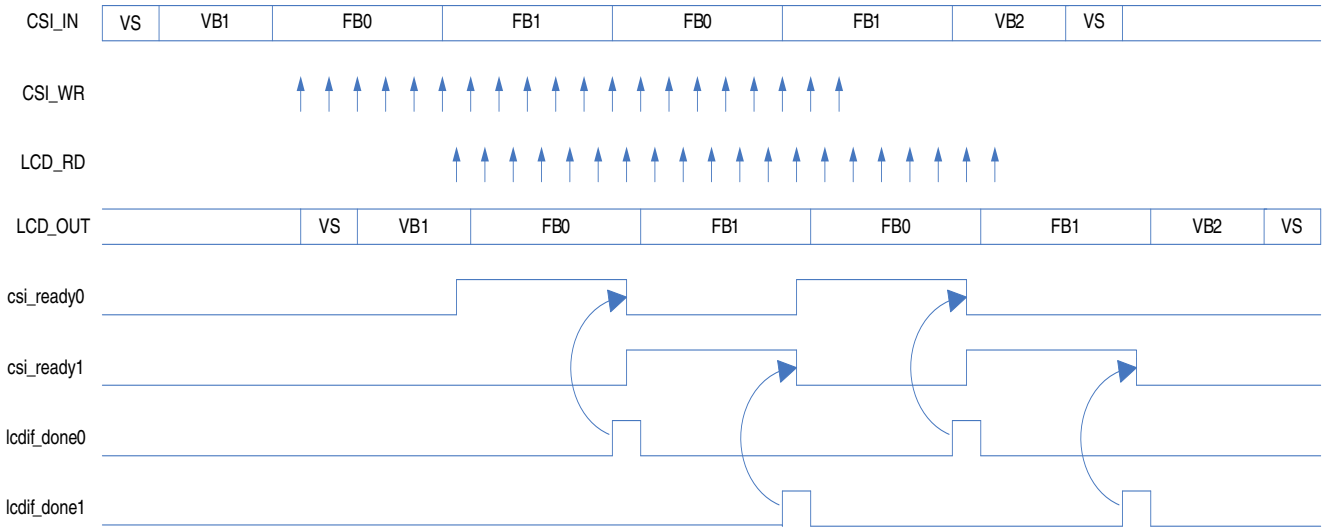 CSI_IN VS VB1 FB0 FB1 FB0 FB1 VB2 VS
CSI_WR
LCD_RD
LCD_OUT VS VB1 FB0 FB1 FB0 FB1 VB2 VS
csi_ready0
csi_ready1
lcdif_done0
lcdif_done1